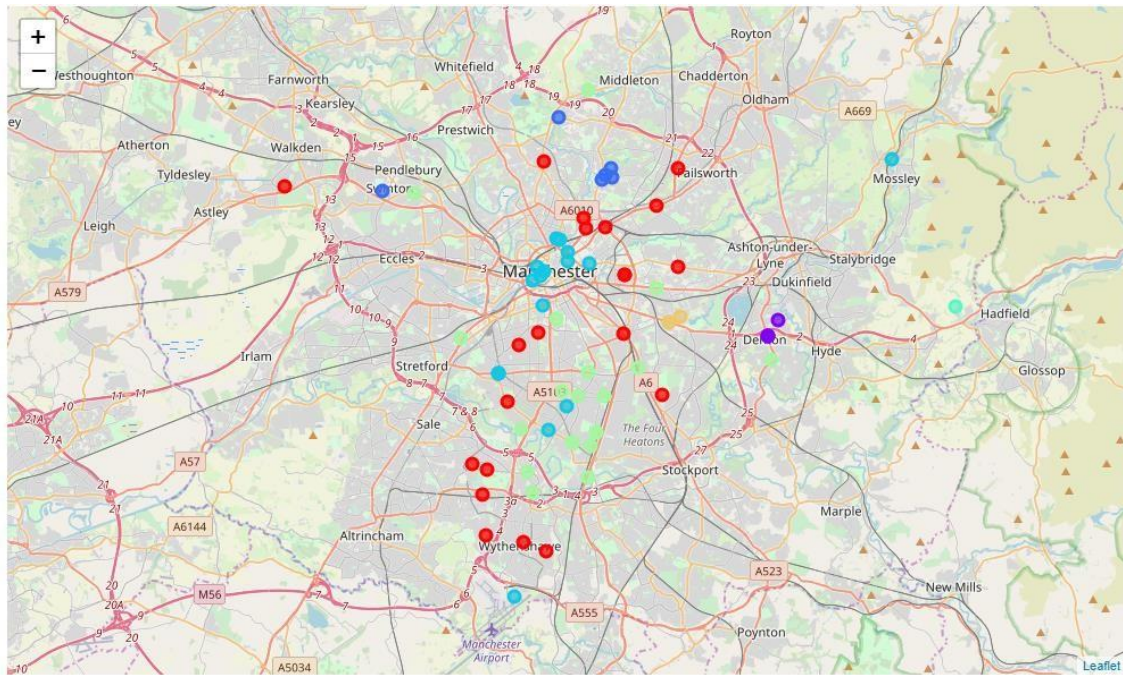 +
−
Westhoughton
Farnworth
Kearsley
Whitefield
Middleton
Chadderton
Royton
Oldham
A669
Atherton
Walkden
Prestwich
Tyldesley
Pendlebury
Swinton
Failsworth
Mossley
Astley
Leigh
Eccles
A6010
Manchester
Ashton-under-
Lyne
Stalybridge
Dukinfield
A579
Hadfield
Irlam
Stretford
Denton
Hyde
Glossop
A5103
A6
Sale
The Four
Heatons
A57
Stockport
A6144
Altrincham
Wythenshawe
Marple
A523
New Mills
M56
A555
Poynton
Manchester
Airport
A5034
Leaflet